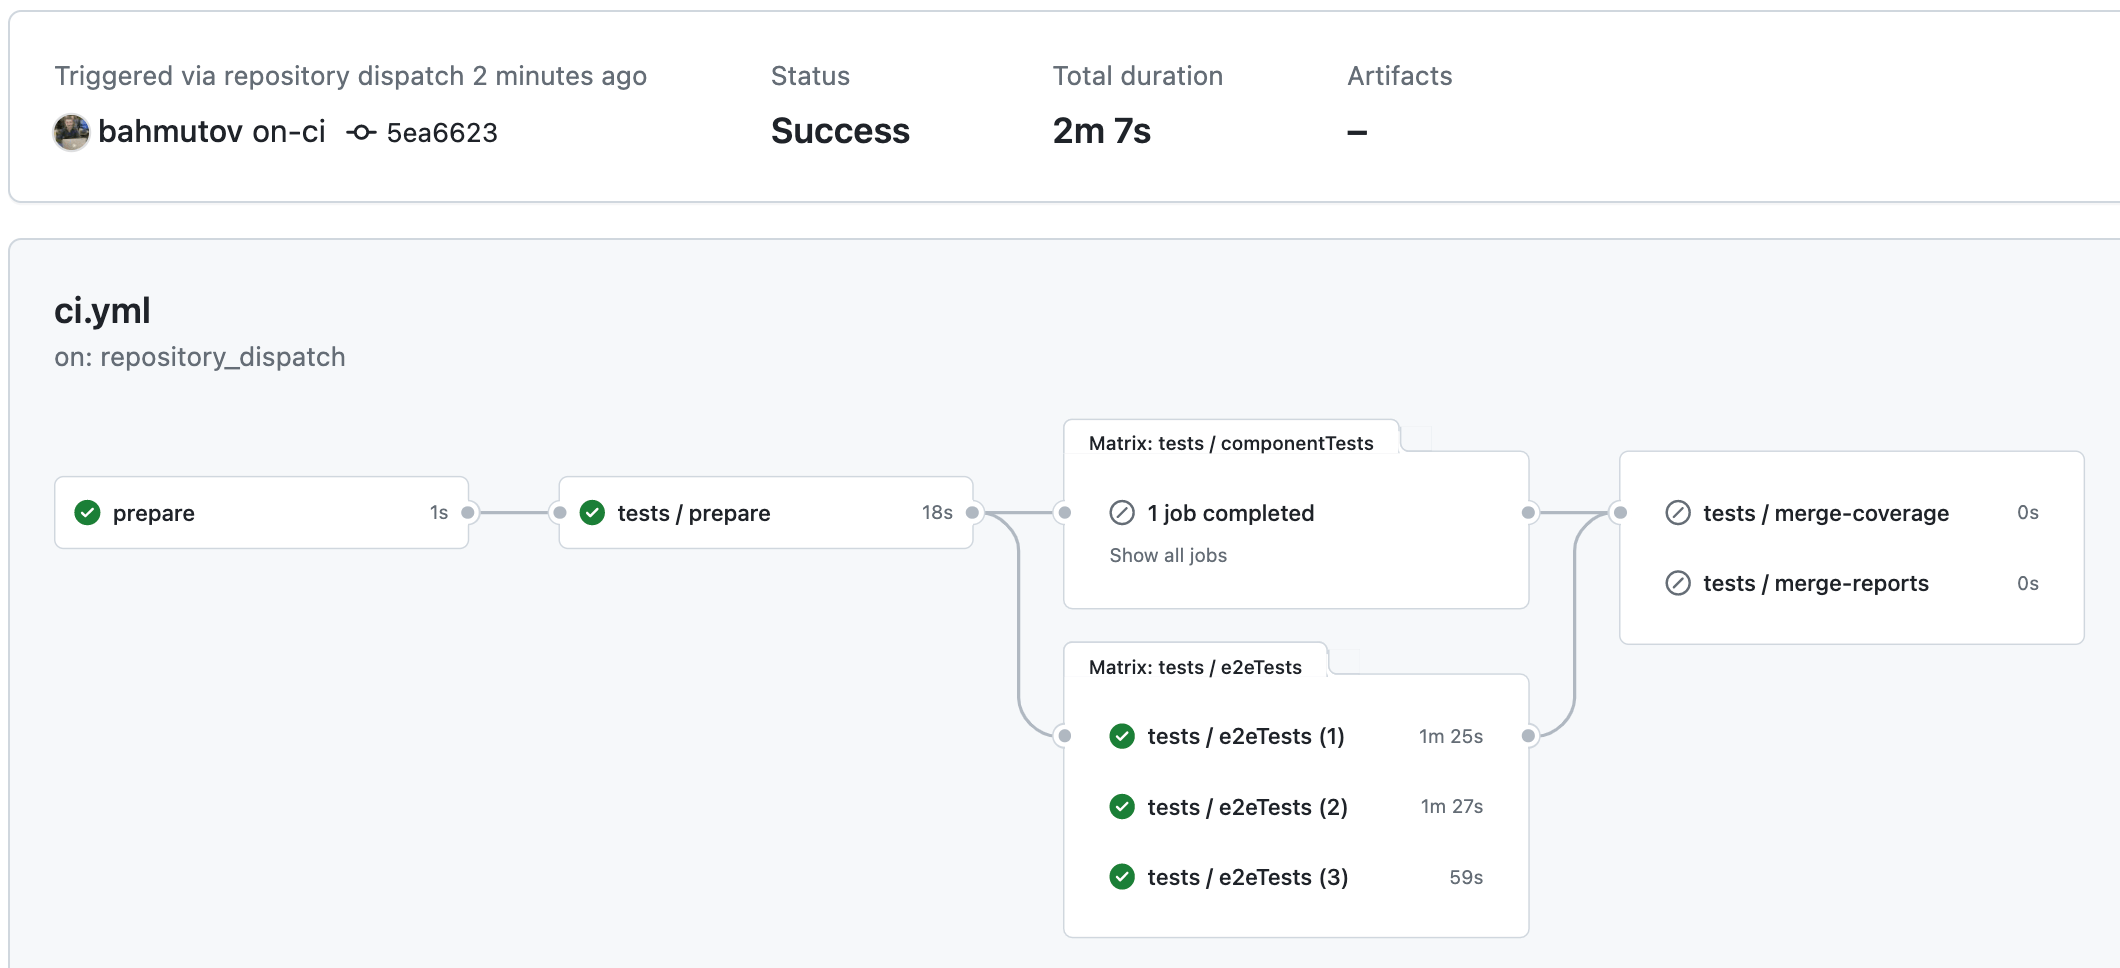 Triggered via repository dispatch 2 minutes ago
bahmutov on-ci 5ea6623
Status
Success
Total duration
2m 7s
Artifacts
–
ci.yml
on: repository_dispatch
prepare 1s
tests / prepare 18s
Matrix: tests / componentTests
1 job completed
Show all jobs
Matrix: tests / e2eTests
tests / e2eTests (1) 1m 25s
tests / e2eTests (2) 1m 27s
tests / e2eTests (3) 59s
tests / merge-coverage 0s
tests / merge-reports 0s